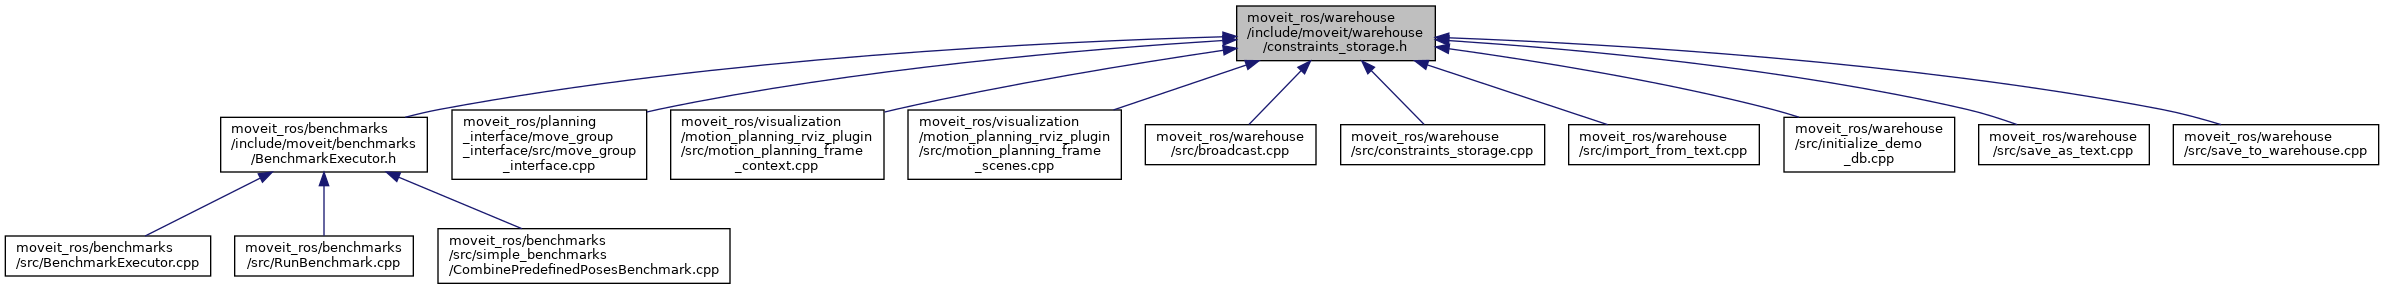 moveit_ros/warehouse
/include/moveit/warehouse
/constraints_storage.h
moveit_ros/benchmarks
/include/moveit/benchmarks
/BenchmarkExecutor.h
moveit_ros/planning
_interface/move_group
_interface/src/move_group
_interface.cpp
moveit_ros/visualization
/motion_planning_rviz_plugin
/src/motion_planning_frame
_context.cpp
moveit_ros/visualization
/motion_planning_rviz_plugin
/src/motion_planning_frame
_scenes.cpp
moveit_ros/warehouse
/src/broadcast.cpp
moveit_ros/warehouse
/src/constraints_storage.cpp
moveit_ros/warehouse
/src/import_from_text.cpp
moveit_ros/warehouse
/src/initialize_demo
_db.cpp
moveit_ros/warehouse
/src/save_as_text.cpp
moveit_ros/warehouse
/src/save_to_warehouse.cpp
moveit_ros/benchmarks
/src/BenchmarkExecutor.cpp
moveit_ros/benchmarks
/src/RunBenchmark.cpp
moveit_ros/benchmarks
/src/simple_benchmarks
/CombinePredefinedPosesBenchmark.cpp